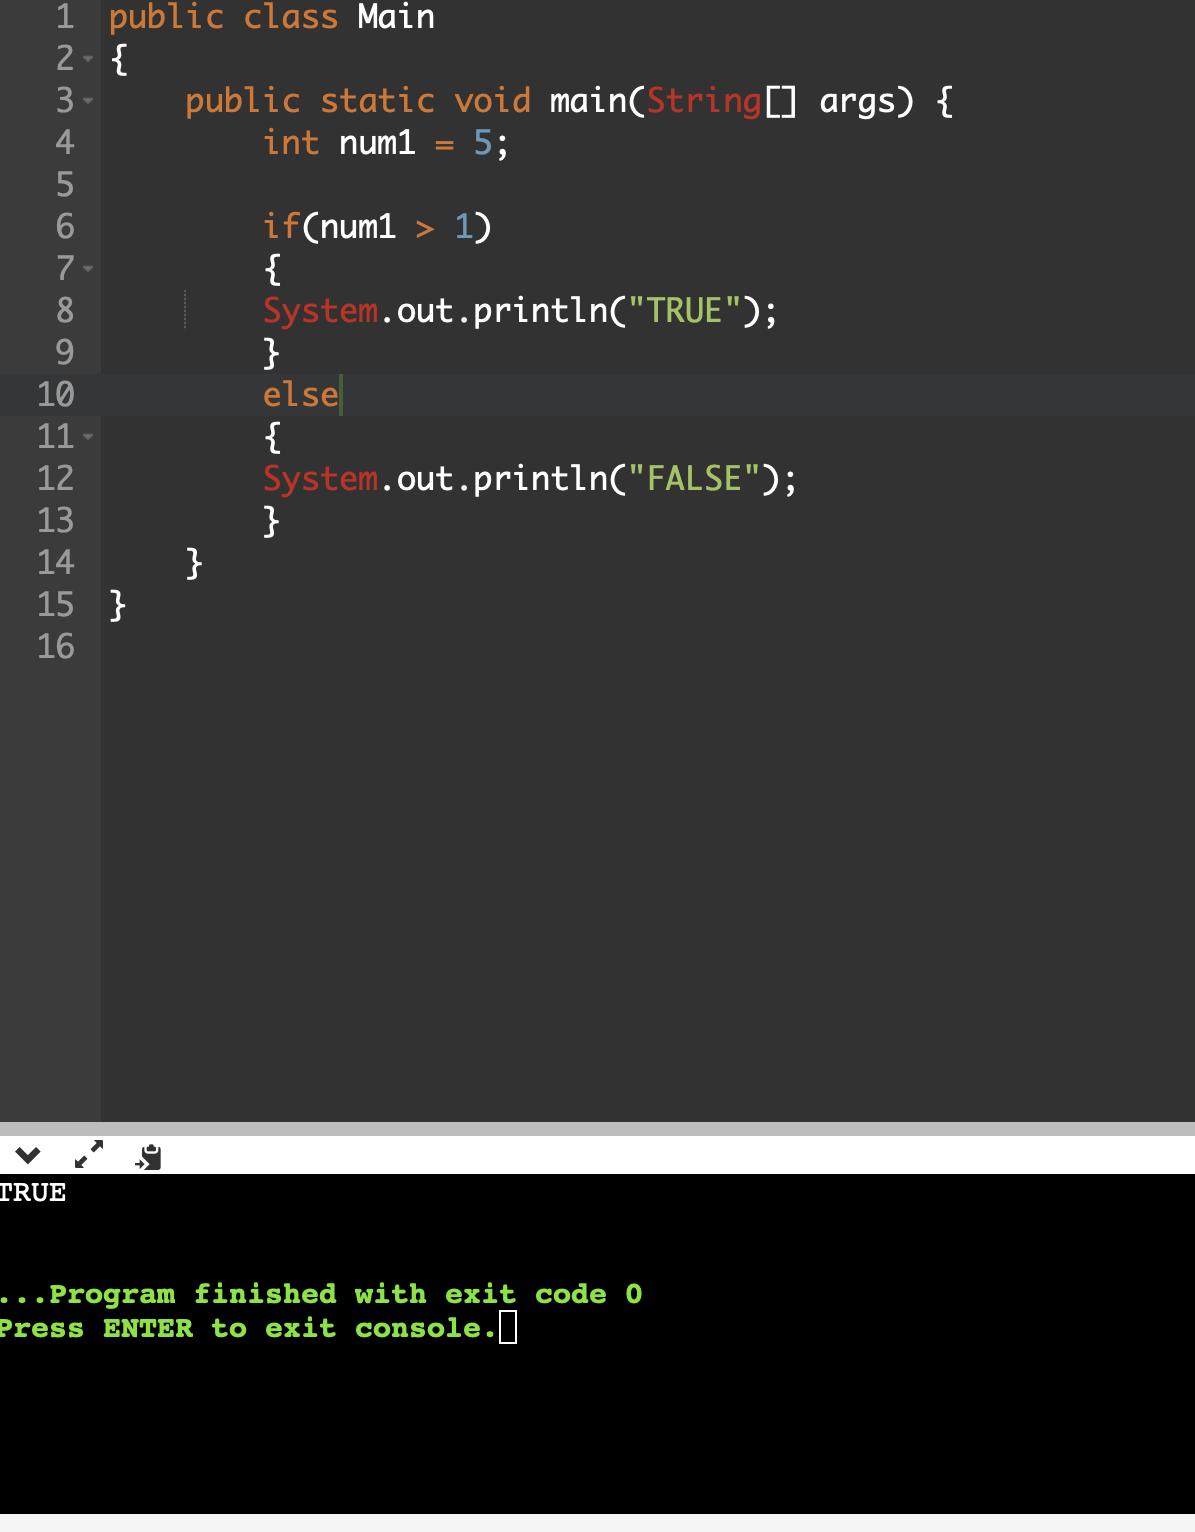 1 public class Main
2 {
3     public static void main(String[] args) {
4         int num1 = 5;
5
6         if(num1 > 1)
7         {
8         System.out.println("TRUE");
9         }
10         else
11         {
12         System.out.println("FALSE");
13         }
14     }
15 }
16
TRUE
...Program finished with exit code 0
Press ENTER to exit console.